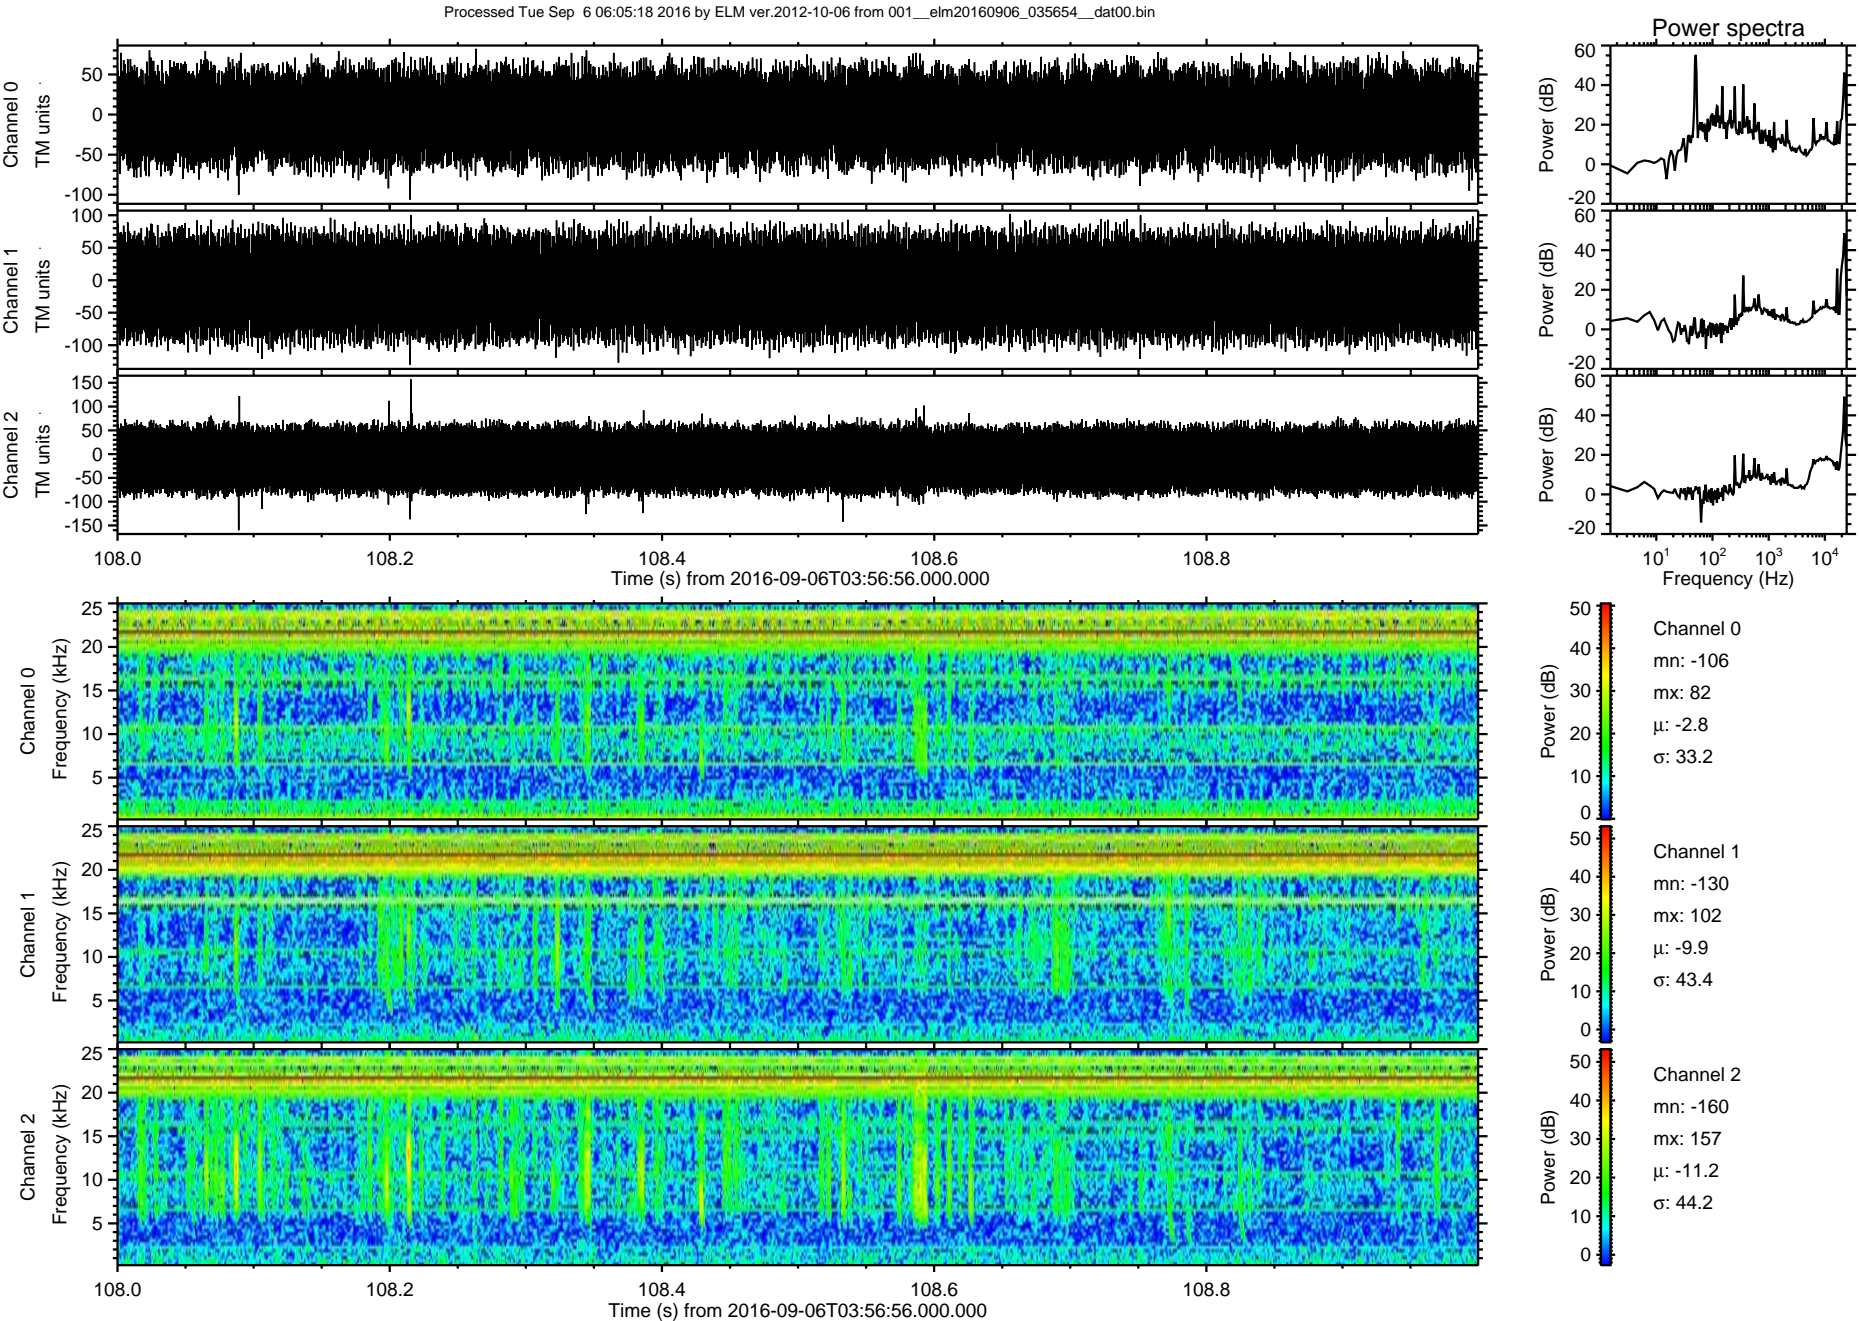 Processed Tue Sep 6 06:05:18 2016 by ELM ver.2012-10-06 from 001__elm20160906_035654__dat00.bin
Power spectra
Channel 0
TM units
50
0
-50
-100
Power (dB)
60
40
20
0
-20
Channel 1
TM units
100
50
0
-50
-100
Power (dB)
60
40
20
0
-20
Channel 2
TM units
150
100
50
0
-50
-100
-150
Power (dB)
60
40
20
0
-20
108.0 108.2 108.4 108.6 108.8
Time (s) from 2016-09-06T03:56:56.000.000
10^1 10^2 10^3 10^4
Frequency (Hz)
Channel 0
Frequency (kHz)
25
20
15
10
5
Power (dB)
50
40
30
20
10
0
Channel 0
mn: -106
mx: 82
μ: -2.8
σ: 33.2
Channel 1
Frequency (kHz)
25
20
15
10
5
Power (dB)
50
40
30
20
10
0
Channel 1
mn: -130
mx: 102
μ: -9.9
σ: 43.4
Channel 2
Frequency (kHz)
25
20
15
10
5
Power (dB)
50
40
30
20
10
0
Channel 2
mn: -160
mx: 157
μ: -11.2
σ: 44.2
108.0 108.2 108.4 108.6 108.8
Time (s) from 2016-09-06T03:56:56.000.000